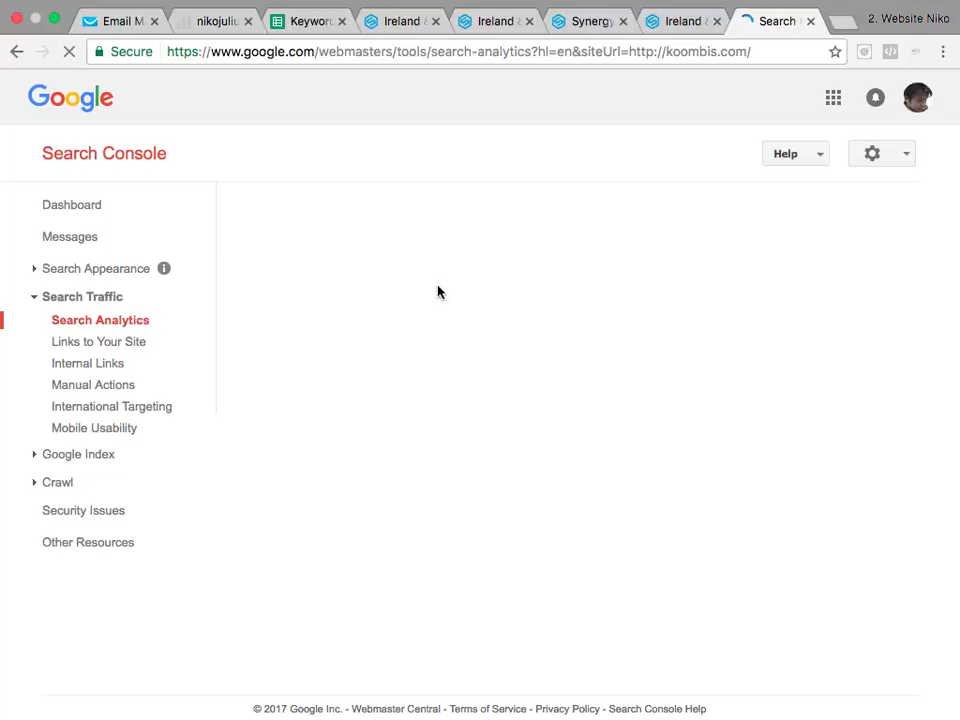 Email M
nikojuliu
Keywor
Ireland &
Ireland &
Synergy
Ireland &
Search
2. Website Niko
Secure
https://www.google.com/webmasters/tools/search-analytics?hl=en&siteUrl=http://koombis.com/
Google
Search Console
Help
Dashboard
Messages
Search Appearance
Search Traffic
Search Analytics
Links to Your Site
Internal Links
Manual Actions
International Targeting
Mobile Usability
Google Index
Crawl
Security Issues
Other Resources
© 2017 Google Inc. - Webmaster Central - Terms of Service - Privacy Policy - Search Console Help